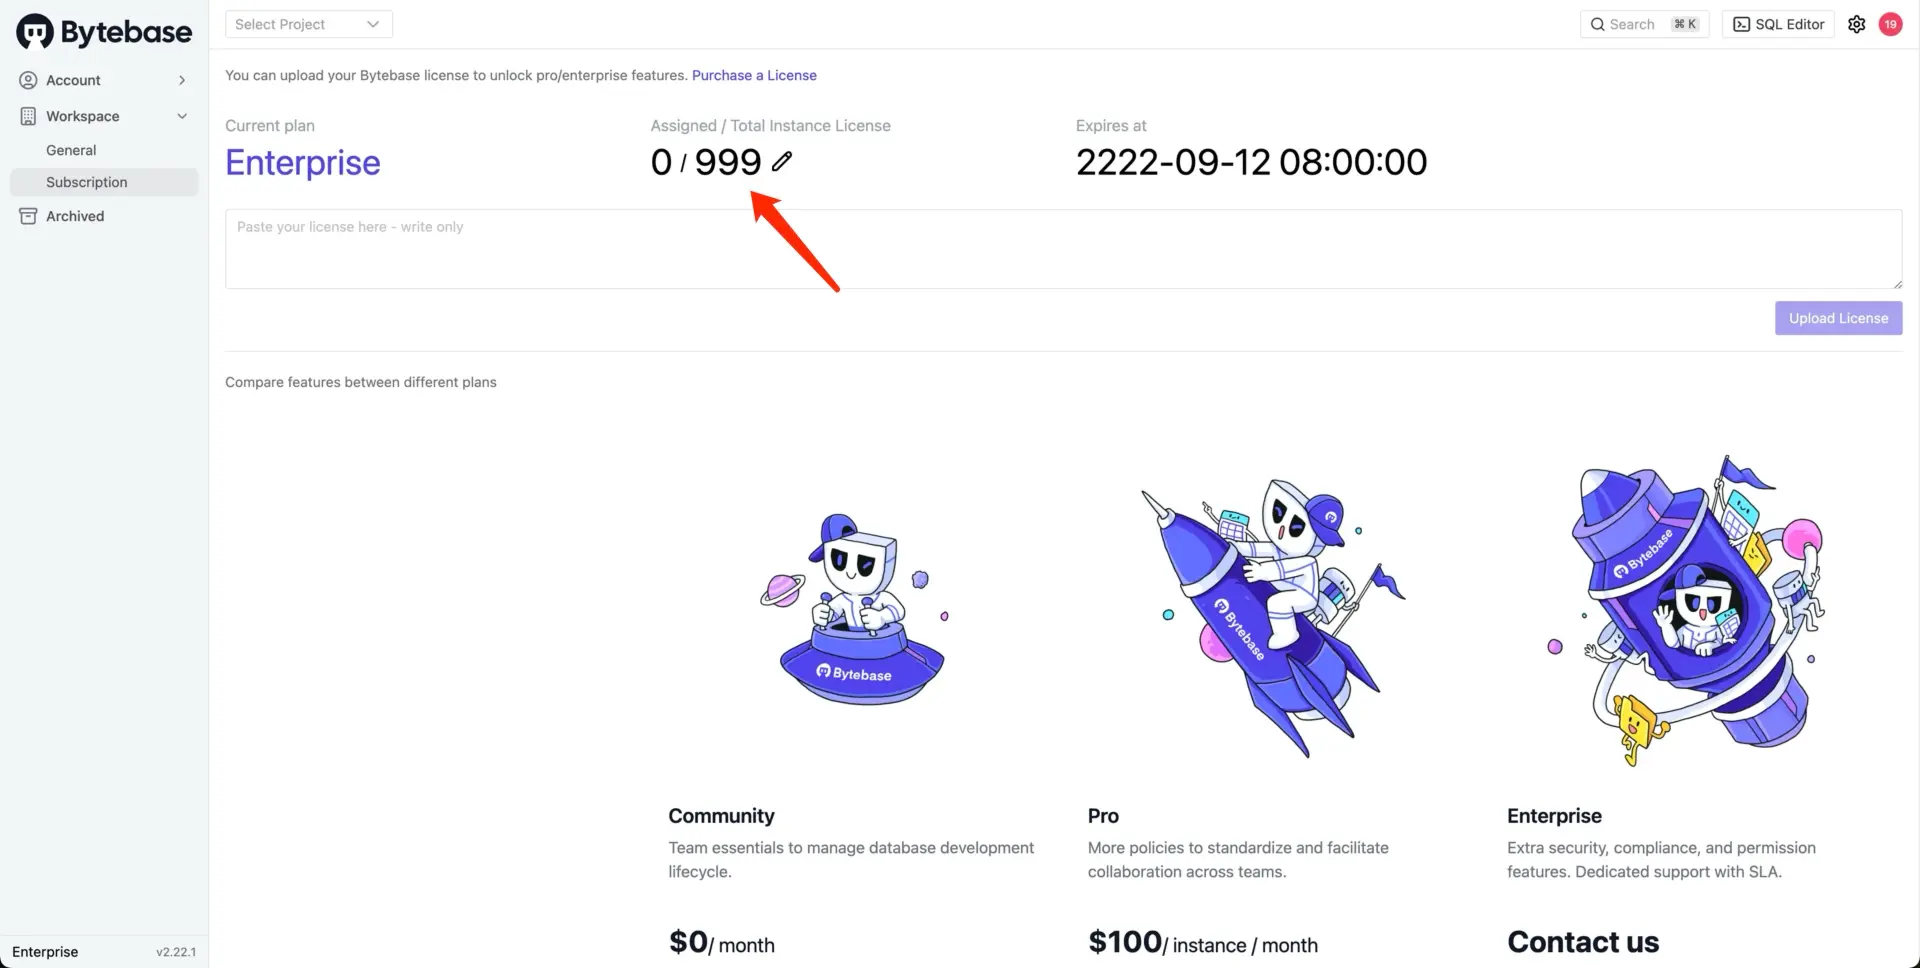 Bytebase
Select Project
Search ⌘ K
SQL Editor
19
Account
Workspace
General
Subscription
Archived
You can upload your Bytebase license to unlock pro/enterprise features. Purchase a License
Current plan
Enterprise
Assigned / Total Instance License
0 / 999
Expires at
2222-09-12 08:00:00
Paste your license here - write only
Upload License
Compare features between different plans
Bytebase
Bytebase
Bytebase
Community
Team essentials to manage database development
lifecycle.
$0/ month
Pro
More policies to standardize and facilitate
collaboration across teams.
$100/ instance / month
Enterprise
Extra security, compliance, and permission
features. Dedicated support with SLA.
Contact us
Enterprise
v2.22.1